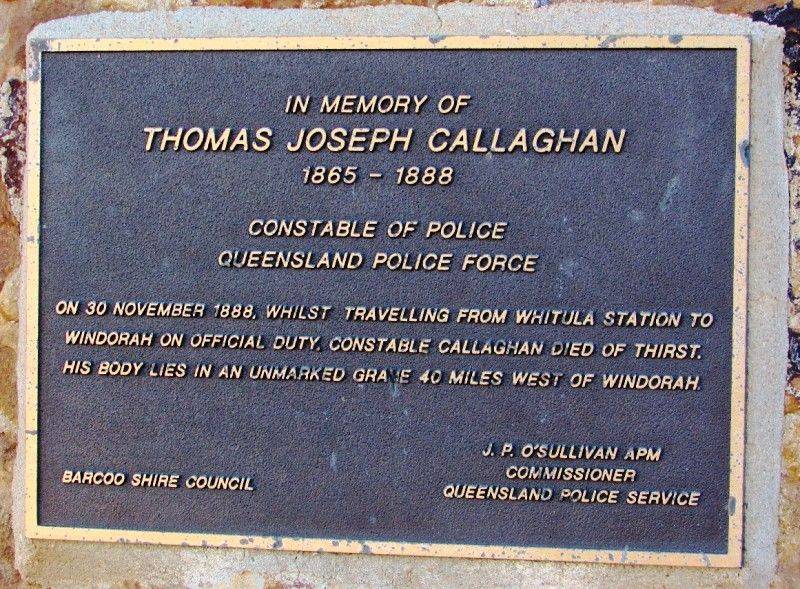 IN MEMORY OF
THOMAS JOSEPH CALLAGHAN
1865 - 1888
CONSTABLE OF POLICE
QUEENSLAND POLICE FORCE
ON 30 NOVEMBER 1888, WHILST TRAVELLING FROM WHITULA STATION TO
WINDORAH ON OFFICIAL DUTY, CONSTABLE CALLAGHAN DIED OF THIRST.
HIS BODY LIES IN AN UNMARKED GRAVE 40 MILES WEST OF WINDORAH.
BARCOO SHIRE COUNCIL
J. P. O'SULLIVAN APM
COMMISSIONER
QUEENSLAND POLICE SERVICE